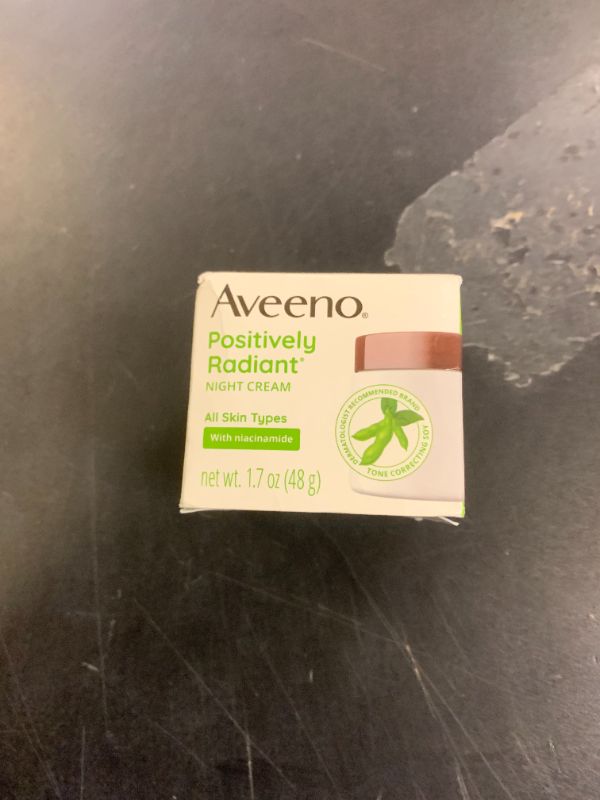 Aveeno®
Positively
Radiant®
NIGHT CREAM
All Skin Types
With niacinamide
net wt. 1.7 oz (48 g)
DERMATOLOGIST RECOMMENDED BRAND
TONE CORRECTING SOY